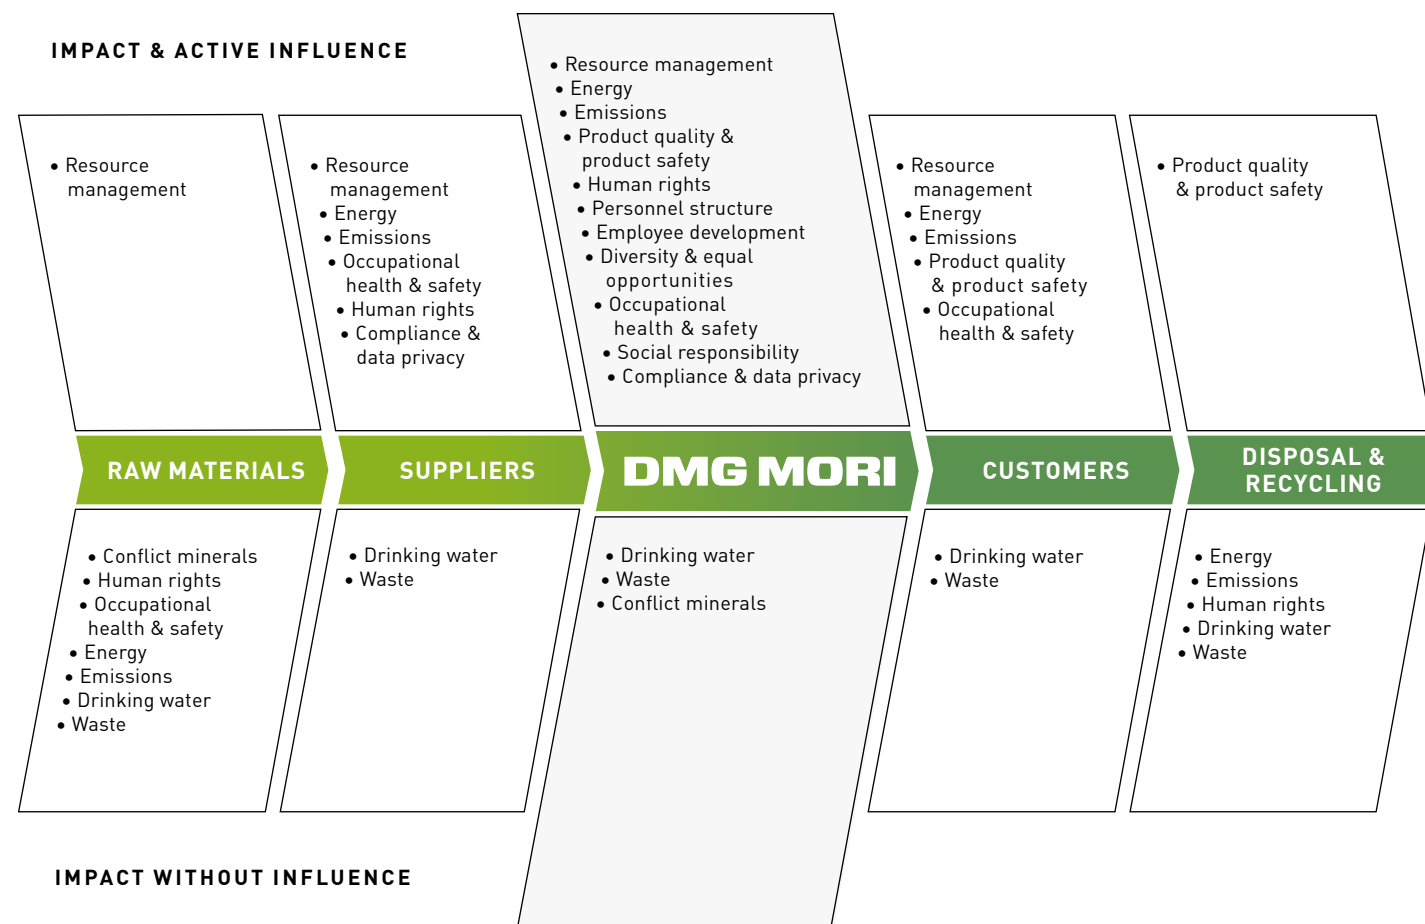 IMPACT & ACTIVE INFLUENCE
• Resource
management
• Resource
management
• Energy
• Emissions
• Occupational
health & safety
• Human rights
• Compliance &
data privacy
• Resource management
• Energy
• Emissions
• Product quality &
product safety
• Human rights
• Personnel structure
• Employee development
• Diversity & equal
opportunities
• Occupational
health & safety
• Social responsibility
• Compliance & data privacy
• Resource
management
• Energy
• Emissions
• Product quality
& product safety
• Occupational
health & safety
• Product quality
& product safety
RAW MATERIALS
SUPPLIERS
DMG MORI
CUSTOMERS
DISPOSAL &
RECYCLING
• Conflict minerals
• Human rights
• Occupational
health & safety
• Energy
• Emissions
• Drinking water
• Waste
• Drinking water
• Waste
• Drinking water
• Waste
• Conflict minerals
• Drinking water
• Waste
• Energy
• Emissions
• Human rights
• Drinking water
• Waste
IMPACT WITHOUT INFLUENCE